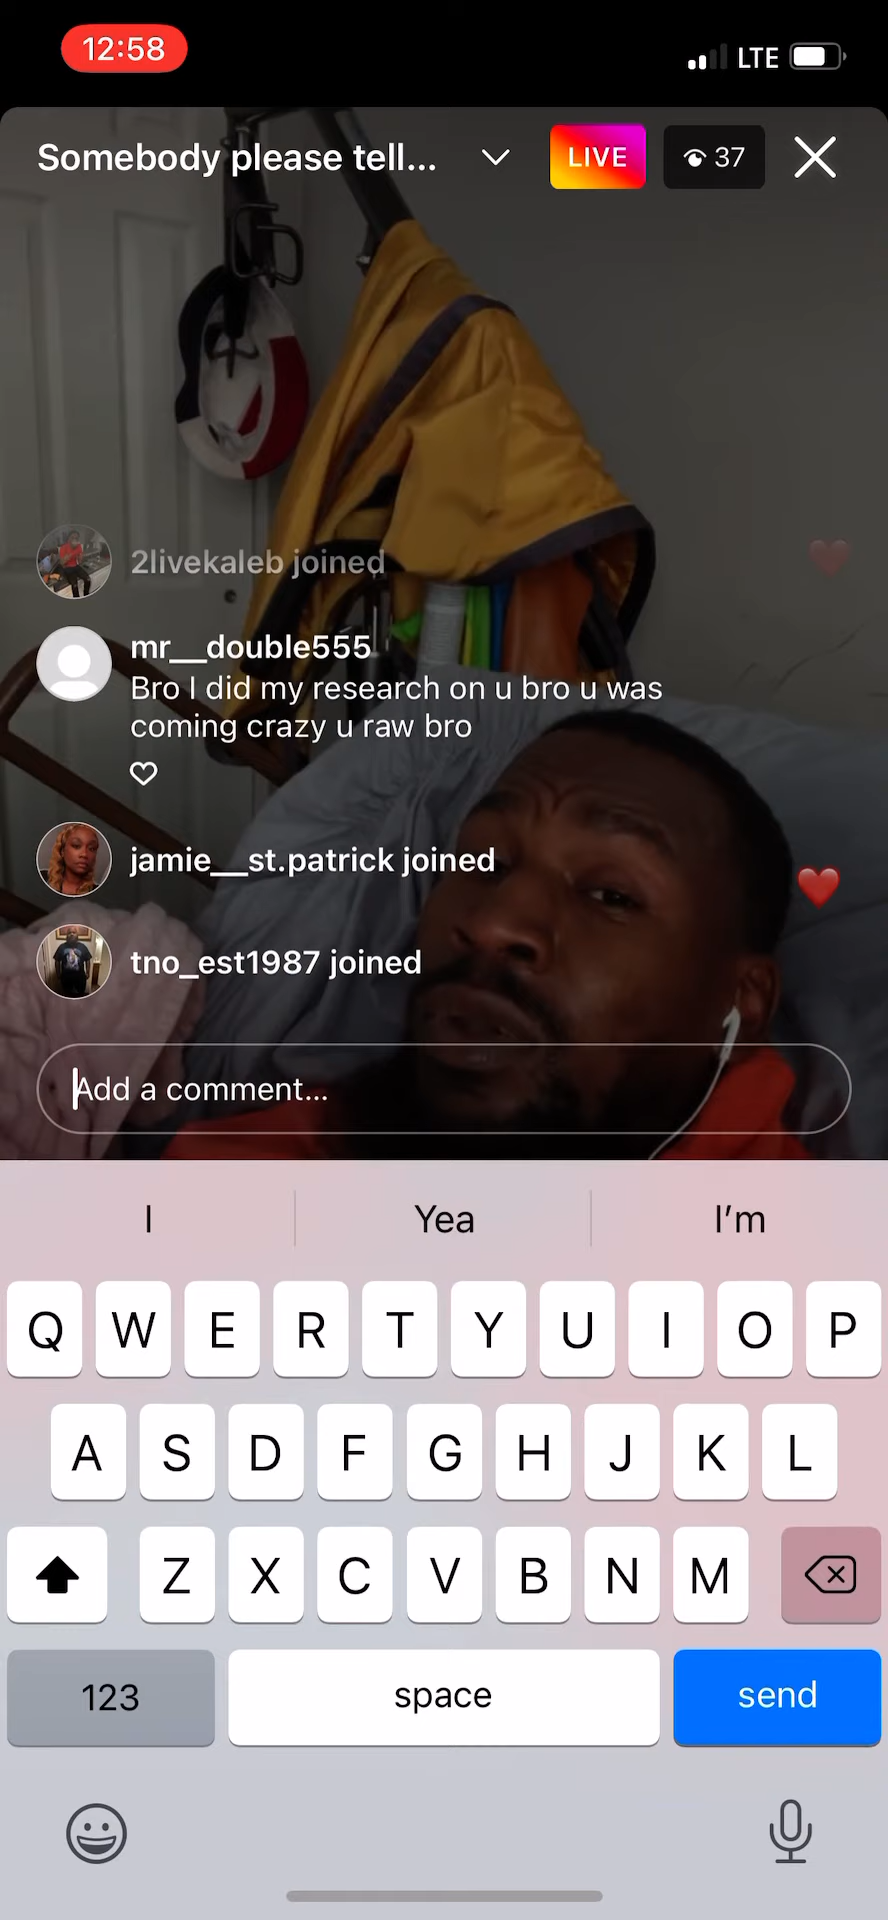 12:58
LTE
Somebody please tell...
LIVE
37
2livekaleb joined
mr__double555
Bro I did my research on u bro u was
coming crazy u raw bro
jamie__st.patrick joined
tno_est1987 joined
Add a comment...
I Yea I'm
Q W E R T Y U I O P
A S D F G H J K L
Z X C V B N M
123 space send